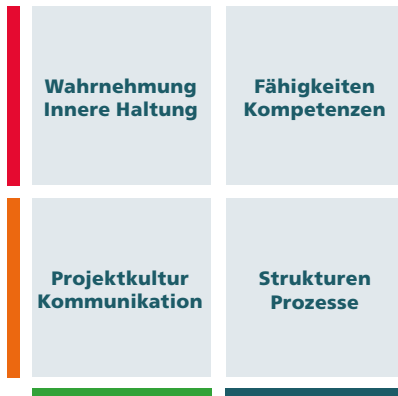 Wahrnehmung
Innere Haltung
Fähigkeiten
Kompetenzen
Projektkultur
Kommunikation
Strukturen
Prozesse